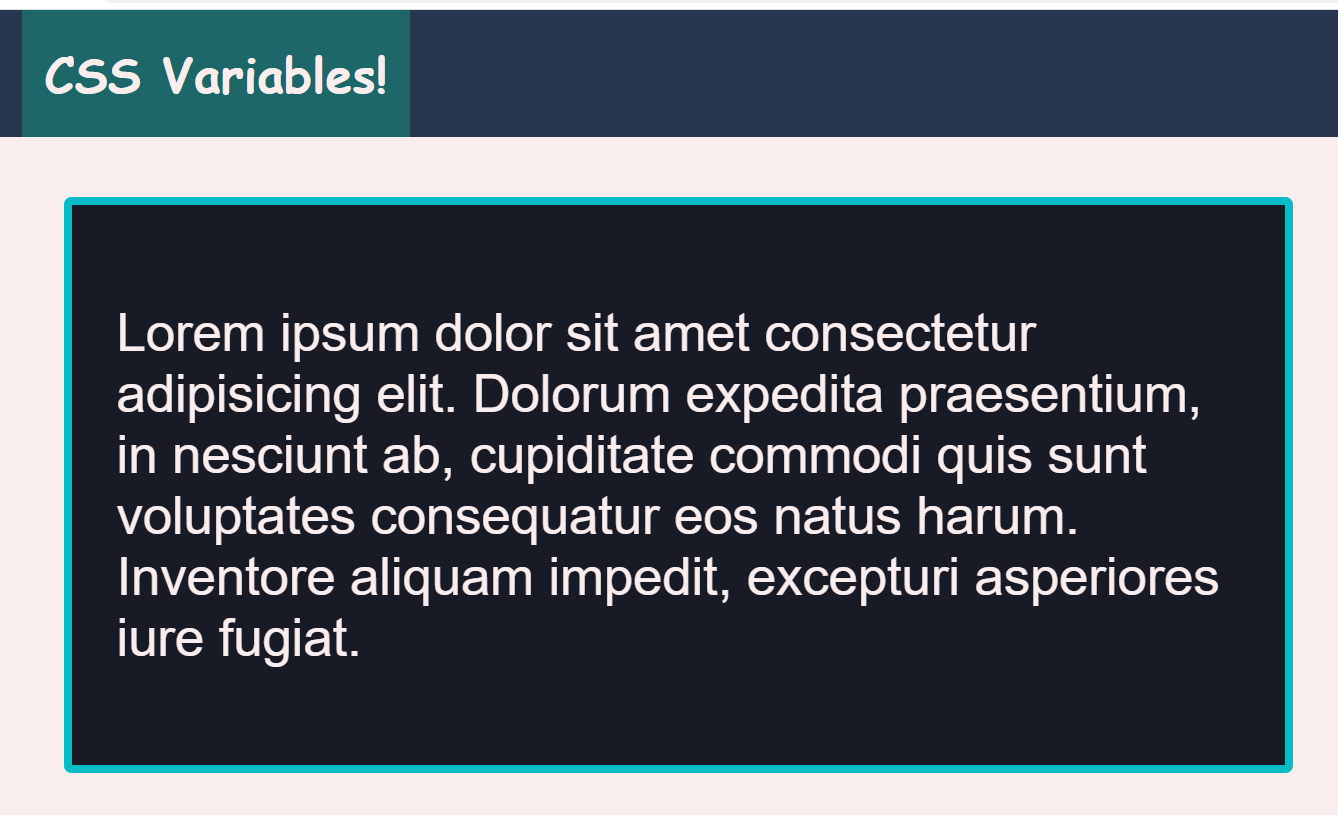 CSS Variables!
Lorem ipsum dolor sit amet consectetur
adipisicing elit. Dolorum expedita praesentium,
in nesciunt ab, cupiditate commodi quis sunt
voluptates consequatur eos natus harum.
Inventore aliquam impedit, excepturi asperiores
iure fugiat.